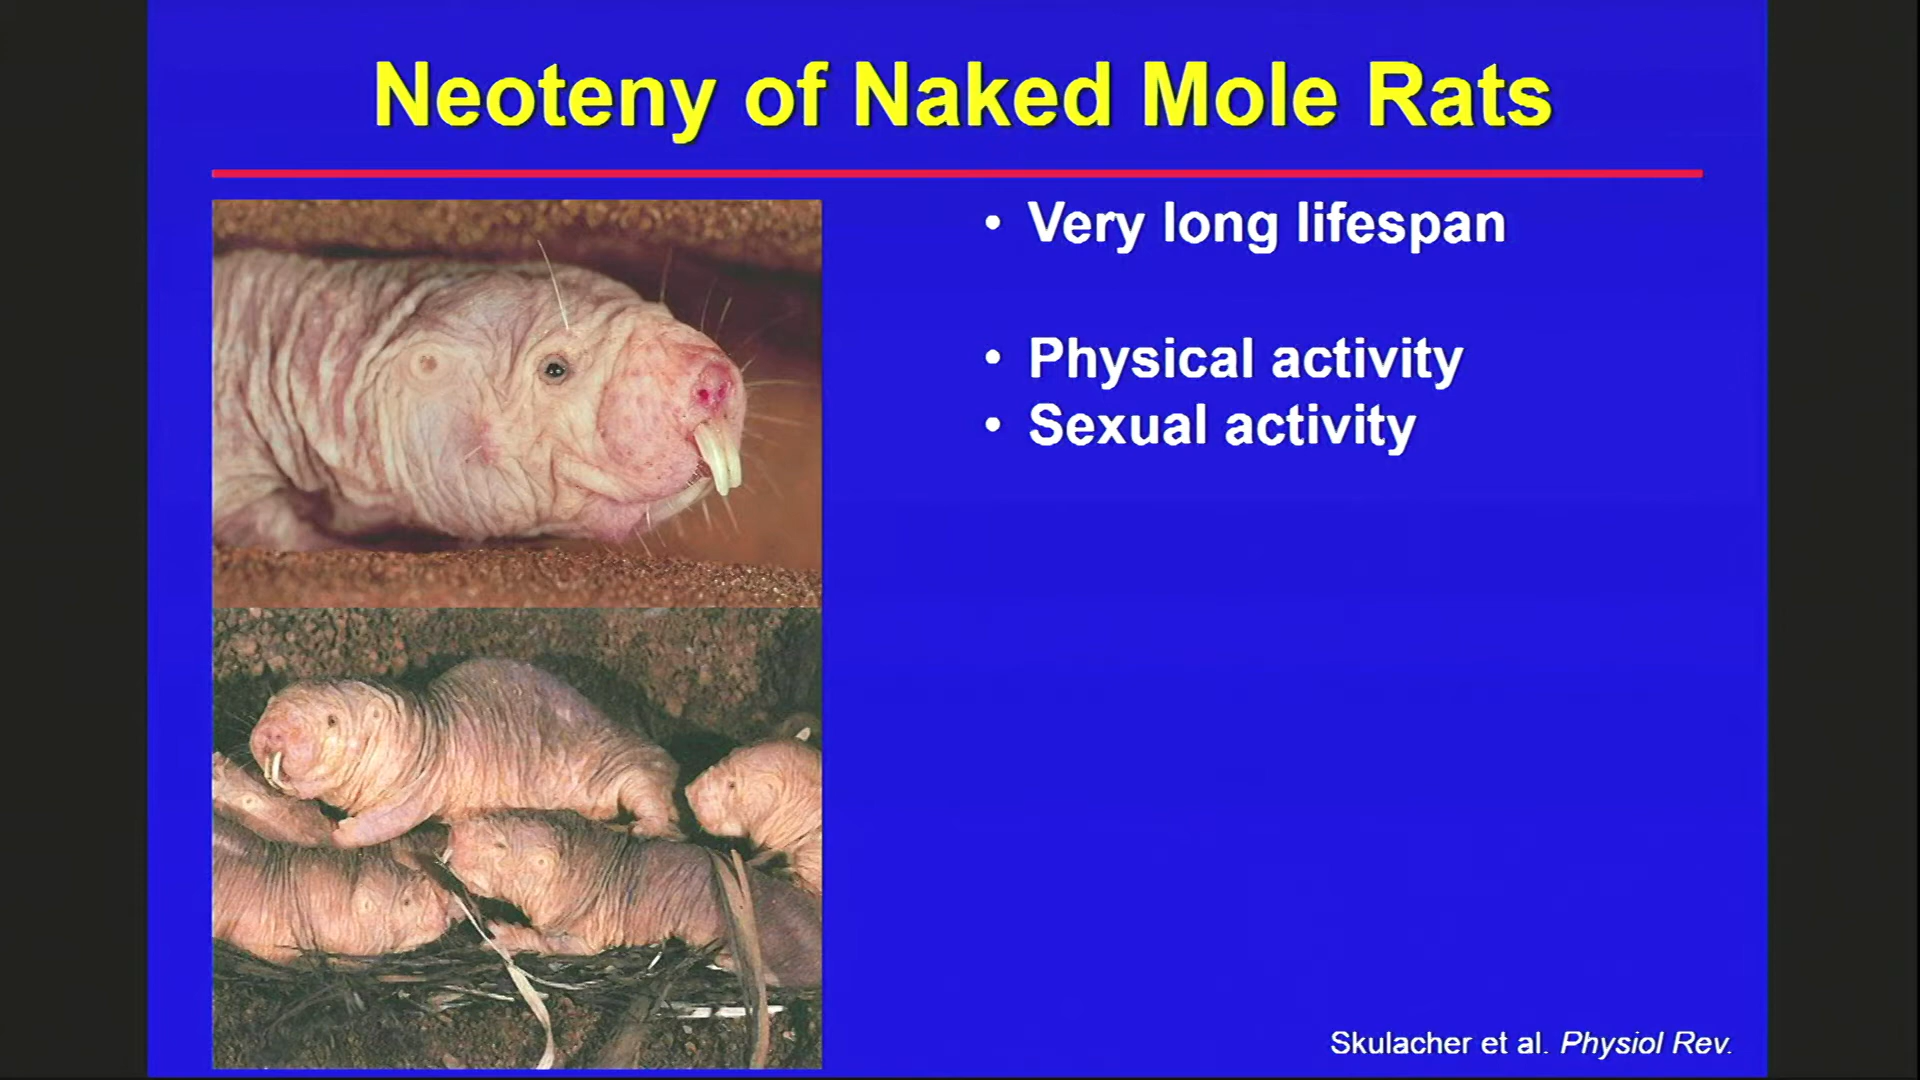 Neoteny of Naked Mole Rats
• Very long lifespan
• Physical activity
• Sexual activity
Skulacher et al. Physiol Rev.